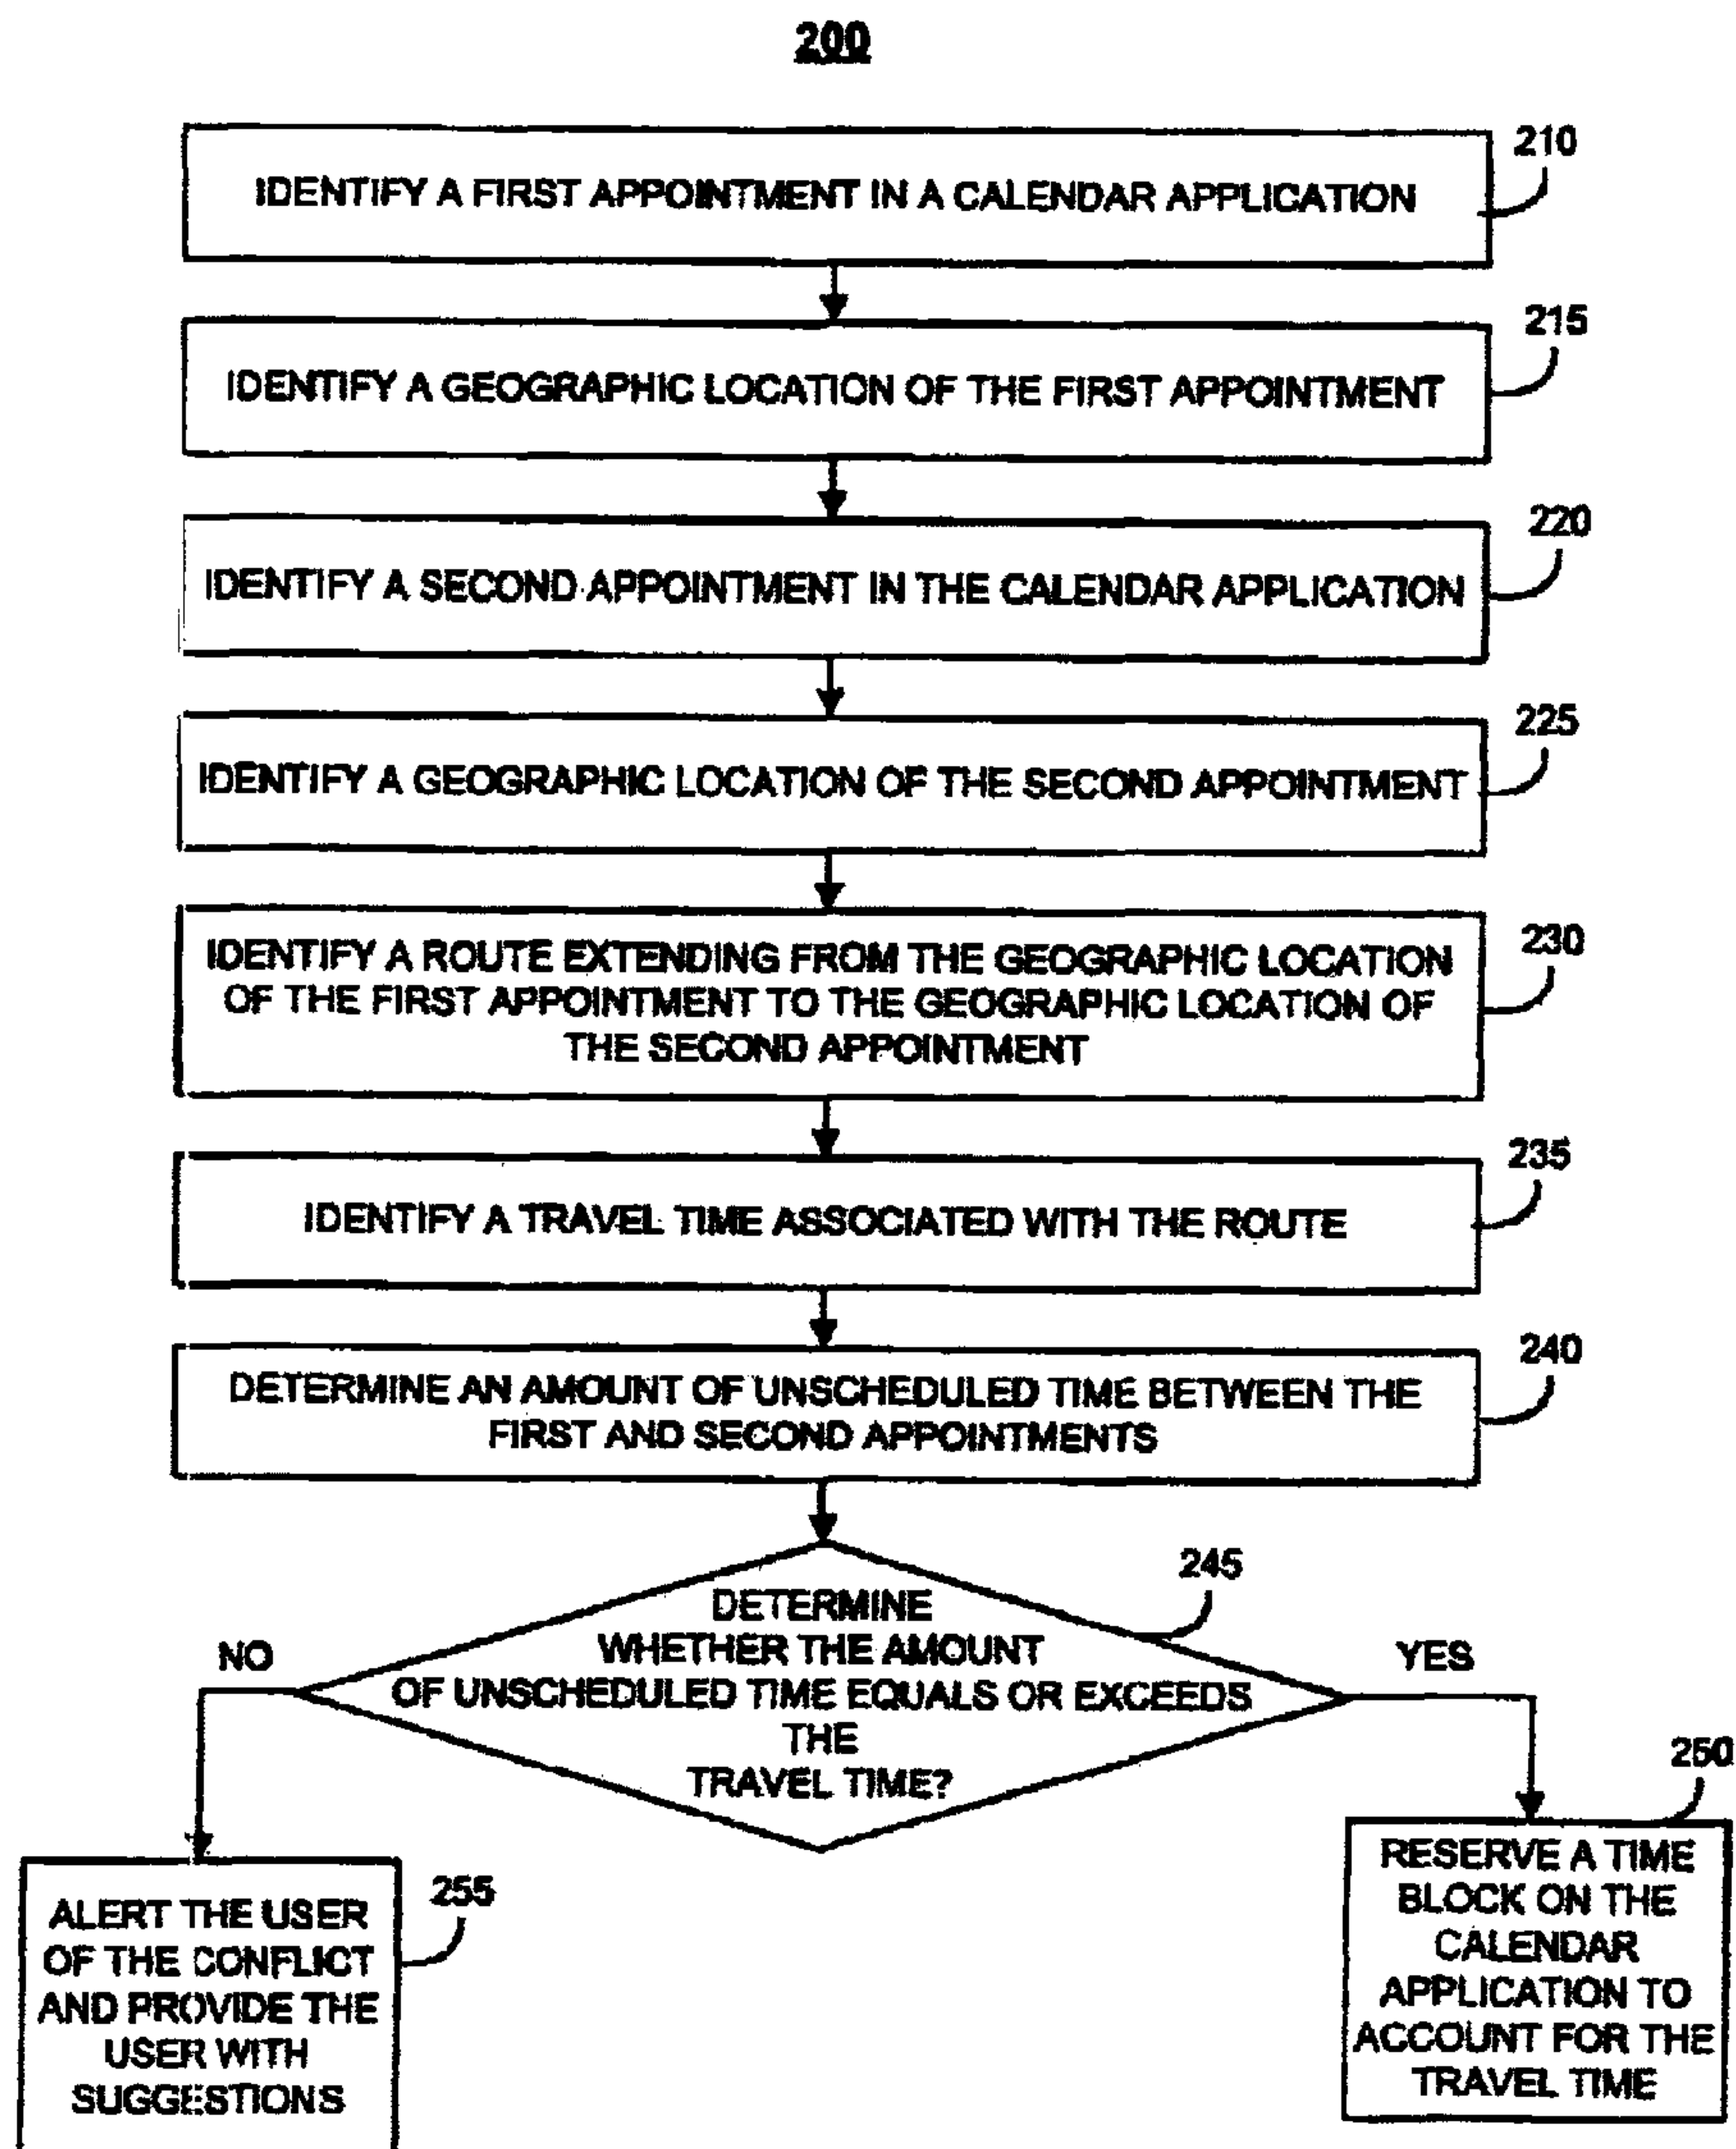 200
IDENTIFY A FIRST APPOINTMENT IN A CALENDAR APPLICATION
210
IDENTIFY A GEOGRAPHIC LOCATION OF THE FIRST APPOINTMENT
215
IDENTIFY A SECOND APPOINTMENT IN THE CALENDAR APPLICATION
220
IDENTIFY A GEOGRAPHIC LOCATION OF THE SECOND APPOINTMENT
225
IDENTIFY A ROUTE EXTENDING FROM THE GEOGRAPHIC LOCATION
OF THE FIRST APPOINTMENT TO THE GEOGRAPHIC LOCATION OF
THE SECOND APPOINTMENT
230
IDENTIFY A TRAVEL TIME ASSOCIATED WITH THE ROUTE
235
DETERMINE AN AMOUNT OF UNSCHEDULED TIME BETWEEN THE
FIRST AND SECOND APPOINTMENTS
240
DETERMINE
WHETHER THE AMOUNT
OF UNSCHEDULED TIME EQUALS OR EXCEEDS
THE
TRAVEL TIME?
245
NO
YES
ALERT THE USER
OF THE CONFLICT
AND PROVIDE THE
USER WITH
SUGGESTIONS
255
RESERVE A TIME
BLOCK ON THE
CALENDAR
APPLICATION TO
ACCOUNT FOR THE
TRAVEL TIME
250